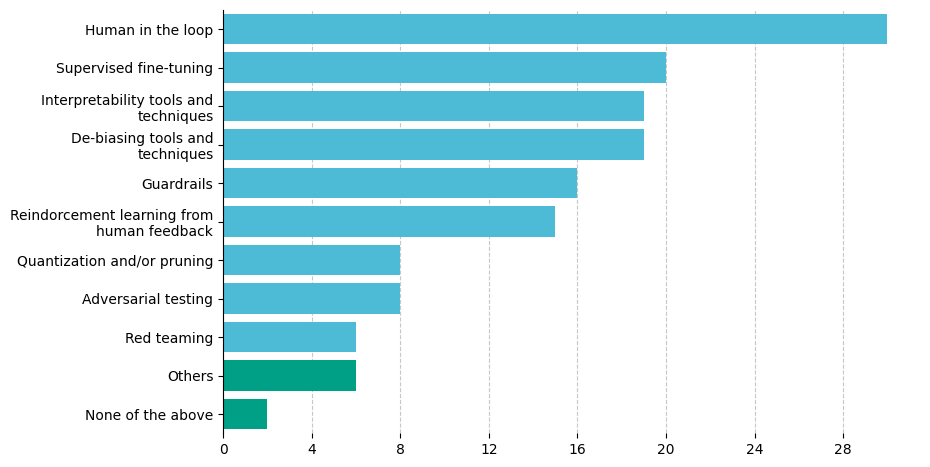 Human in the loop
Supervised fine-tuning
Interpretability tools and
techniques
De-biasing tools and
techniques
Guardrails
Reindorcement learning from
human feedback
Quantization and/or pruning
Adversarial testing
Red teaming
Others
None of the above
0 4 8 12 16 20 24 28